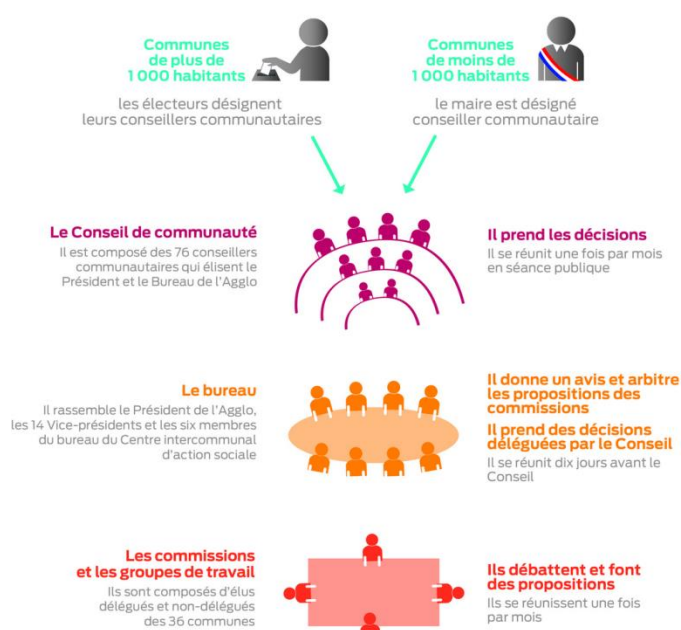 Communes
de plus de
1 000 habitants
les électeurs désignent
leurs conseillers communautaires
Communes
de moins de
1 000 habitants
le maire est désigné
conseiller communautaire
Le Conseil de communauté
Il est composé des 76 conseillers
communautaires qui élisent le
Président et le Bureau de l'Agglo
Il prend les décisions
Il se réunit une fois par mois
en séance publique
Le bureau
Il rassemble le Président de l'Agglo,
les 14 Vice-présidents et les six membres
du bureau du Centre intercommunal
d'action sociale
Il donne un avis et arbitre
les propositions des
commissions
Il prend des décisions
déléguées par le Conseil
Il se réunit dix jours avant le
Conseil
Les commissions
et les groupes de travail
Ils sont composés d'élus
délégués et non-délégués
des 36 communes
Ils débattent et font
des propositions
Ils se réunissent une fois
par mois